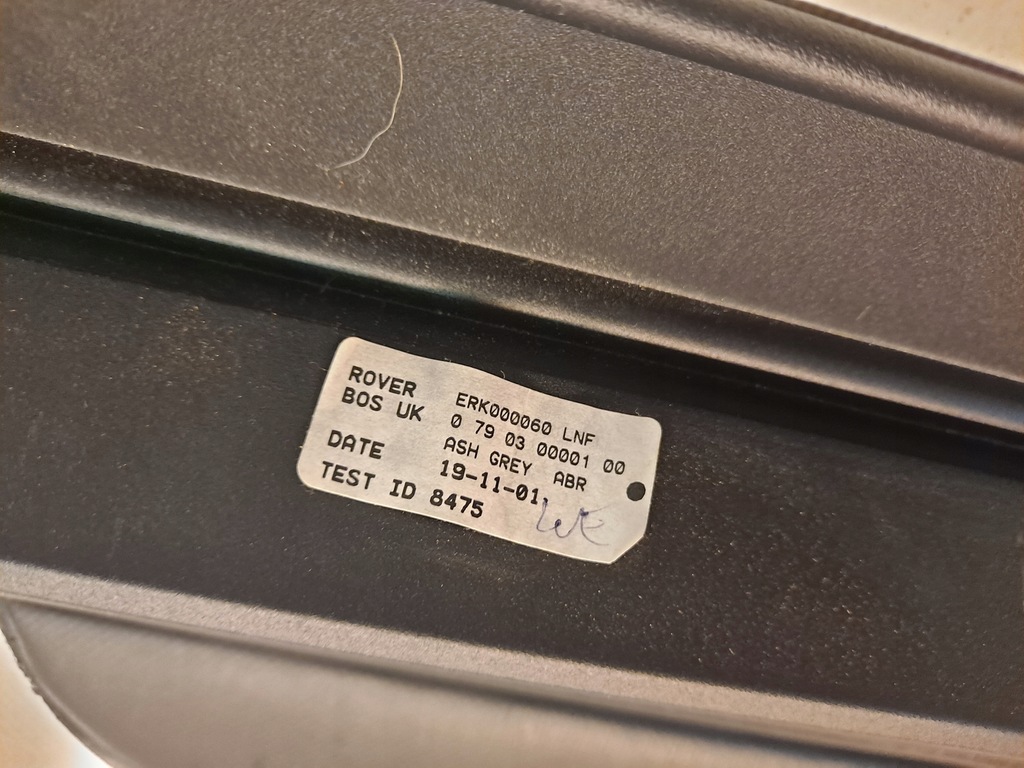 ROVER ERK000060 LNF
BOS UK 0 79 03 00001 00
ASH GREY ABR
DATE 19-11-01
TEST ID 8475